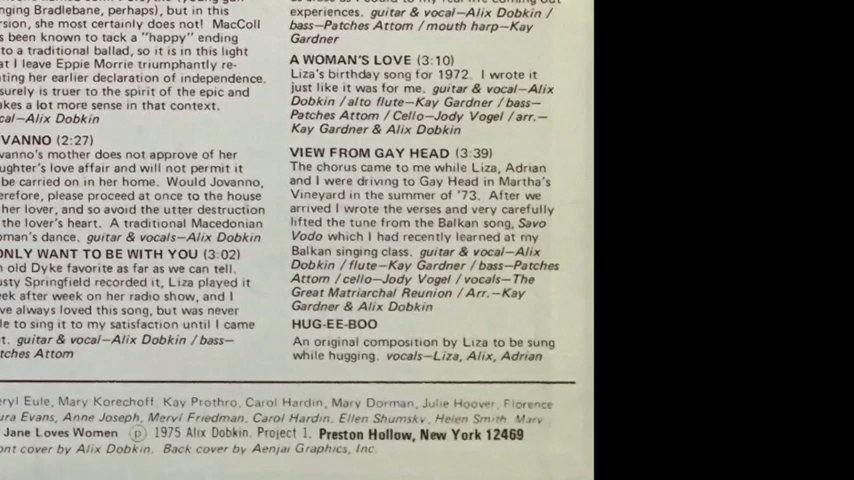 nging Bradlebane, perhaps), but in this
rsion, she most certainly does not! MacColl
s been known to tack a "happy" ending
to a traditional ballad, so it is in this light
at I leave Eppie Morrie triumphantly re-
ating her earlier declaration of independence.
surely is truer to the spirit of the epic and
akes a lot more sense in that context.
cal—Alix Dobkin
OVANNO (2:27)
vanno's mother does not approve of her
ughter's love affair and will not permit it
be carried on in her home. Would Jovanno,
erefore, please proceed at once to the house
her lover, and so avoid the utter destruction
the lover's heart. A traditional Macedonian
oman's dance. guitar & vocals—Alix Dobkin
ONLY WANT TO BE WITH YOU (3:02)
n old Dyke favorite as far as we can tell.
usty Springfield recorded it, Liza played it
eek after week on her radio show, and I
ve always loved this song, but was never
le to sing it to my satisfaction until I came
t. guitar & vocal—Alix Dobkin / bass—
tches Attom
experiences. guitar & vocal—Alix Dobkin /
bass—Patches Attom / mouth harp—Kay
Gardner
A WOMAN'S LOVE (3:10)
Liza's birthday song for 1972. I wrote it
just like it was for me. guitar & vocal—Alix
Dobkin / alto flute—Kay Gardner / bass—
Patches Attom / Cello—Jody Vogel / arr.—
Kay Gardner & Alix Dobkin
VIEW FROM GAY HEAD (3:39)
The chorus came to me while Liza, Adrian
and I were driving to Gay Head in Martha's
Vineyard in the summer of '73. After we
arrived I wrote the verses and very carefully
lifted the tune from the Balkan song, Savo
Vodo which I had recently learned at my
Balkan singing class. guitar & vocal—Alix
Dobkin / flute—Kay Gardner / bass—Patches
Attom / cello—Jody Vogel / vocals—The
Great Matriarchal Reunion / Arr.—Kay
Gardner & Alix Dobkin
HUG-EE-BOO
An original composition by Liza to be sung
while hugging. vocals—Liza, Alix, Adrian
eryl Eule, Mary Korechoff, Kay Prothro, Carol Hardin, Mary Dorman, Julie Hoover, Florence
ura Evans, Anne Joseph, Meryl Friedman, Carol Hardin, Ellen Shumsky, Helen Smith, Mary
Jane Loves Women ℗ 1975 Alix Dobkin. Project 1. Preston Hollow, New York 12469
ont cover by Alix Dobkin. Back cover by Aenjai Graphics, Inc.